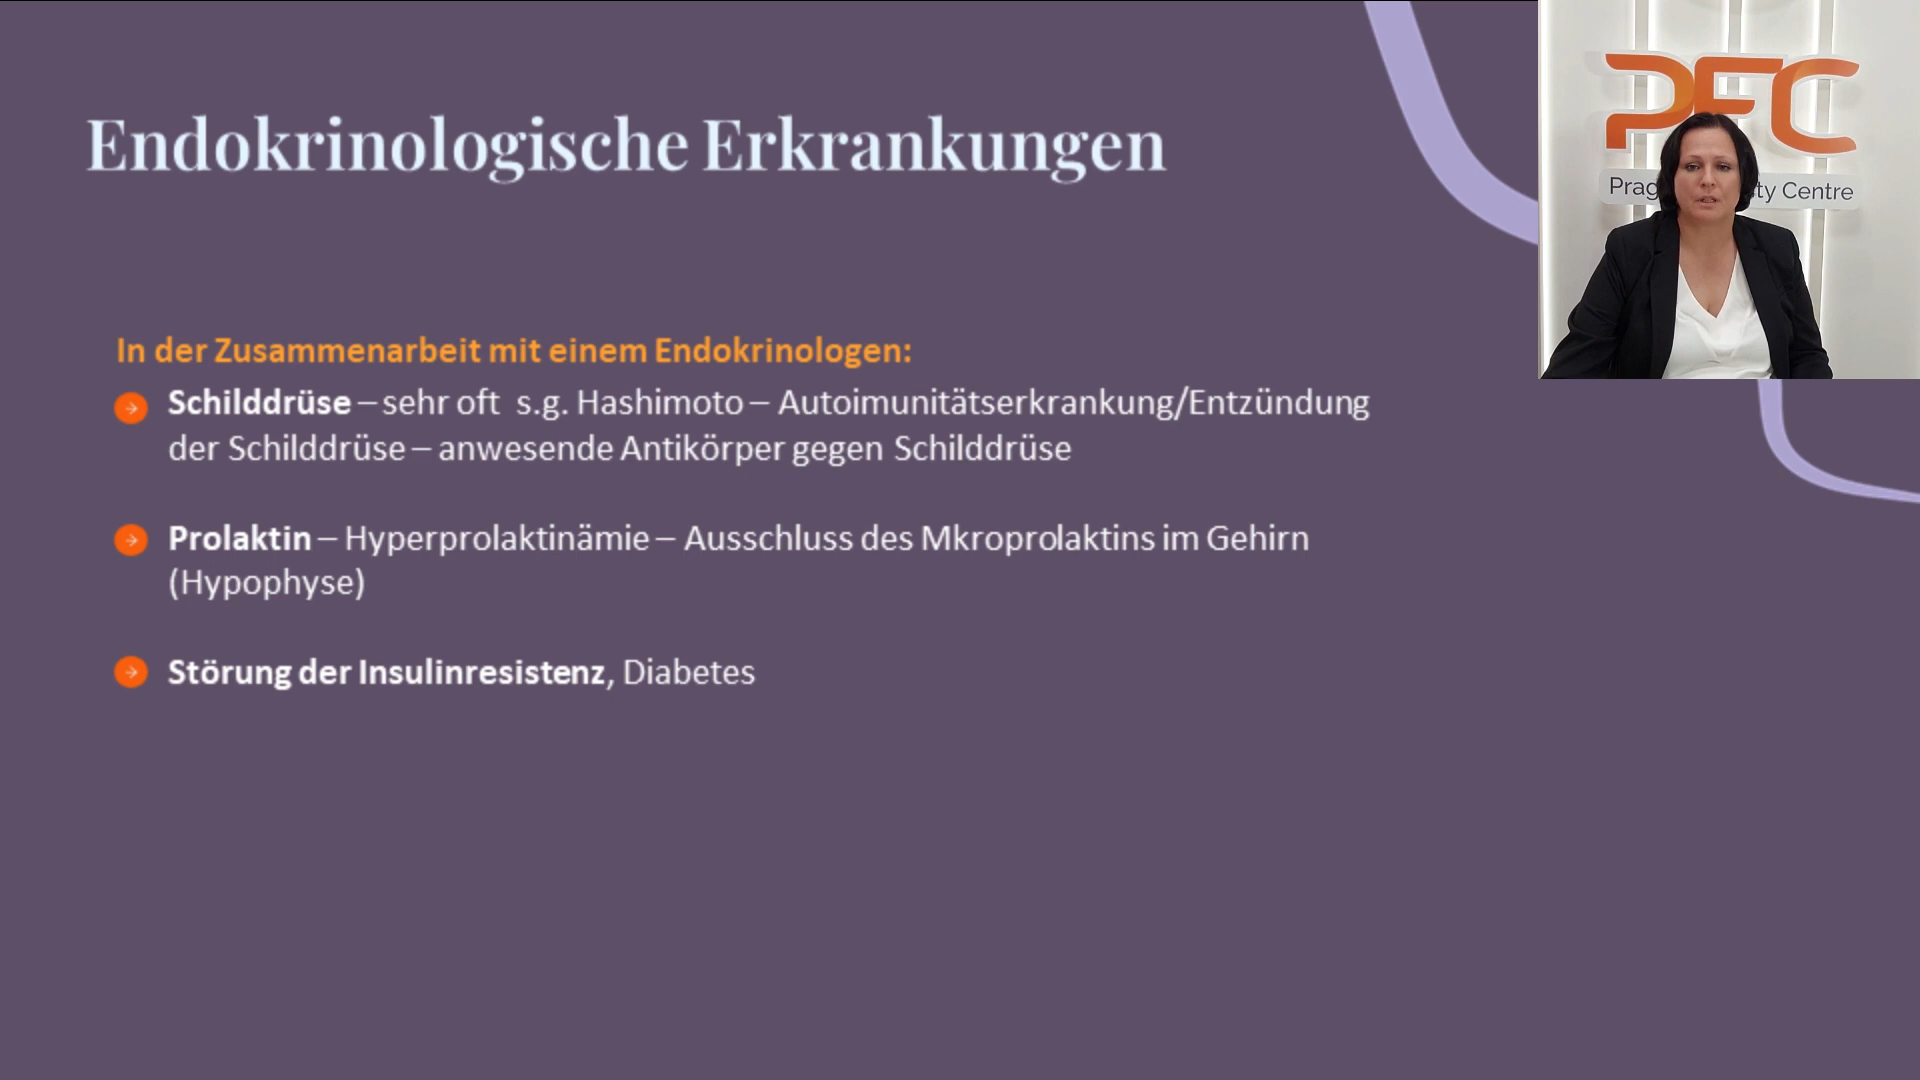 Endokrinologische Erkrankungen
PFC
Prag ty Centre
In der Zusammenarbeit mit einem Endokrinologen:
Schilddrüse – sehr oft s.g. Hashimoto – Autoimunitätserkrankung/Entzündung
der Schilddrüse – anwesende Antikörper gegen Schilddrüse
Prolaktin – Hyperprolaktinämie – Ausschluss des Mkroprolaktins im Gehirn
(Hypophyse)
Störung der Insulinresistenz, Diabetes